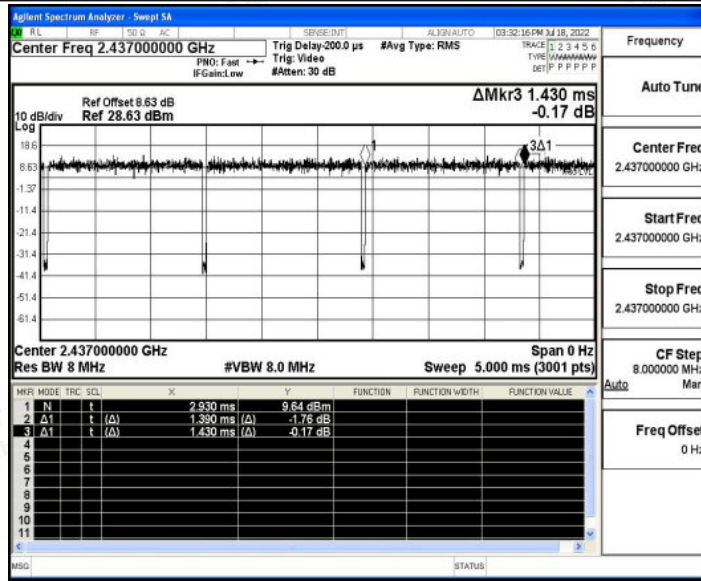 Agilent Spectrum Analyzer - Swept SA
RL RF 50 Ω AC SENSE:INT ALIGN AUTO 03:32:16 PM Jul 18, 2022
Center Freq 2.437000000 GHz
PNO: Fast
IFGain:Low
Trig Delay-200.0 µs
Trig: Video
#Atten: 30 dB
#Avg Type: RMS
TRACE 1 2 3 4 5 6
TYPE
DET P P P P P P
Ref Offset 8.63 dB
Ref 28.63 dBm
10 dB/div
Log
ΔMkr3 1.430 ms
-0.17 dB
18.6
8.63
-1.37
-11.4
-21.4
-31.4
-41.4
-51.4
-61.4
1
3Δ1
Center 2.437000000 GHz
Span 0 Hz
Res BW 8 MHz
#VBW 8.0 MHz
Sweep 5.000 ms (3001 pts)
MKR MODE TRC SCL X Y FUNCTION FUNCTION WIDTH FUNCTION VALUE
1 N t 2.930 ms 9.64 dBm
2 Δ1 t (Δ) 1.390 ms (Δ) -1.76 dB
3 Δ1 t (Δ) 1.430 ms (Δ) -0.17 dB
4
5
6
7
8
9
10
11
MSG
STATUS
Frequency
Auto Tune
Center Freq
2.437000000 GHz
Start Freq
2.437000000 GHz
Stop Freq
2.437000000 GHz
CF Step
8.000000 MHz
Auto Man
Freq Offset
0 Hz